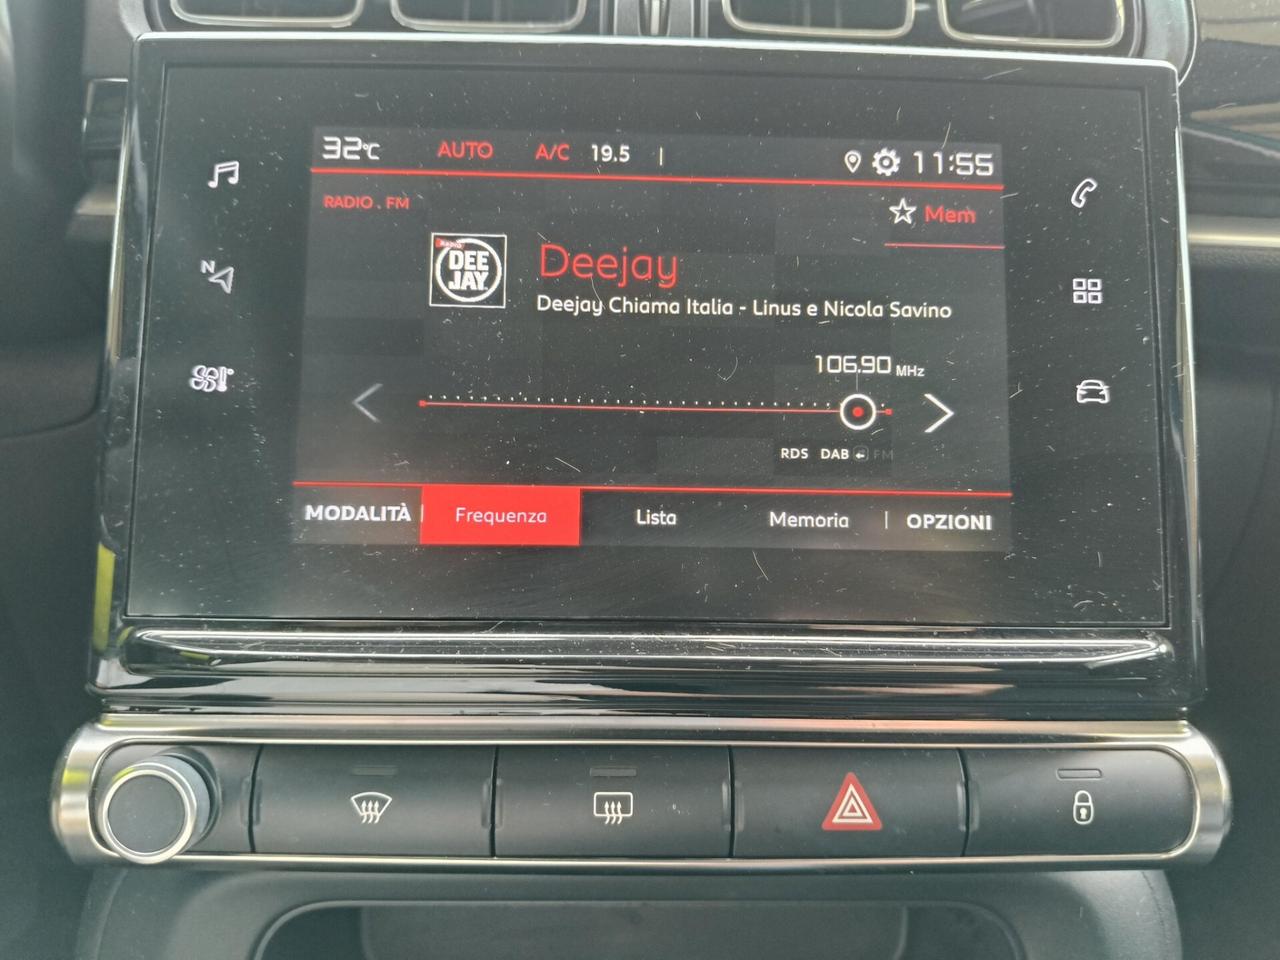 32°C AUTO A/C 19.5 | 11:55
RADIO . FM
Mem
RADIO
DEE
JAY
Deejay
Deejay Chiama Italia - Linus e Nicola Savino
106.90 MHz
N
RDS DAB FM
MODALITÀ | Frequenza Lista Memoria | OPZIONI